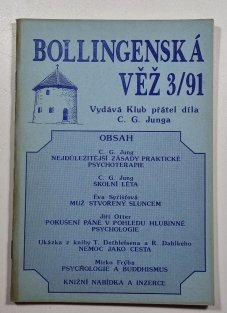 BOLLINGENSKÁ
VĚŽ 3/91
Vydává Klub přátel díla
C. G. Junga
OBSAH
C. G. Jung
NEJDŮLEŽITĚJŠÍ ZÁSADY PRAKTICKÉ
PSYCHOTERAPIE
C. G. Jung
ŠKOLNÍ LÉTA
Eva Syřišťová
MUŽ STVOŘENÝ SLUNCEM
Jiří Otter
POKUŠENÍ PÁNĚ V POHLEDU HLUBINNÉ
PSYCHOLOGIE
Ukázka z knihy T. Dethlefsena a R. Dahlkeho
NEMOC JAKO CESTA
Mirko Frýba
PSYCHOLOGIE A BUDDHISMUS
KNIŽNÍ NABÍDKA A INZERCE